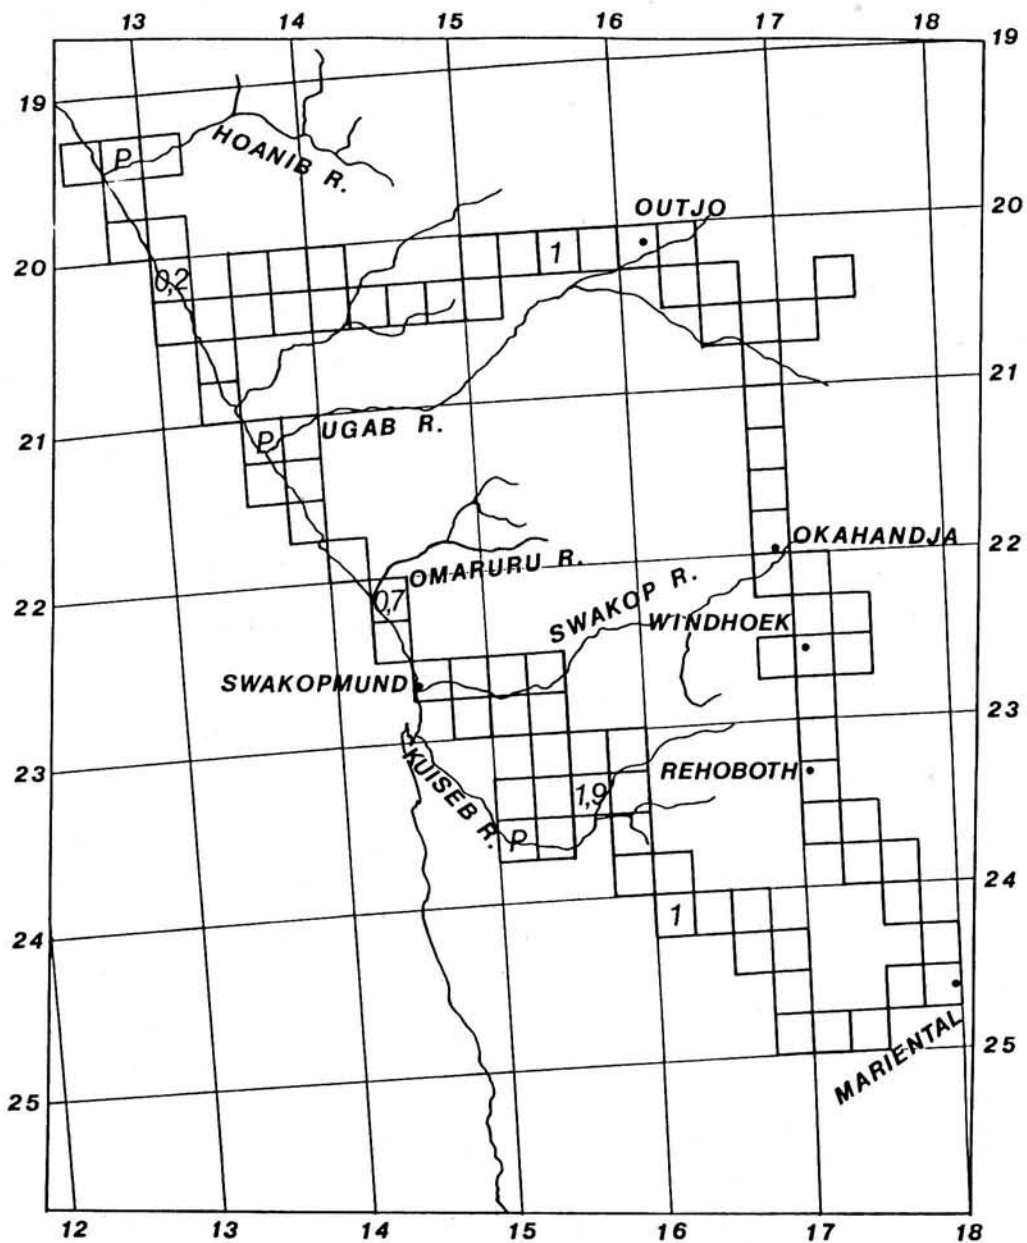 13 14 15 16 17 18
19
19
P
HOANIB R.
OUTJO
20
20
1
0,2
21
21
P
UGAB R.
OKAHANDJA
22
22
OMARURU R.
0,7
SWAKOP R.
WINDHOEK
SWAKOPMUND
23
23
KUISEB R.
REHOBOTH
1,9
P
24
24
1
25
25
MARIENTAL
12 13 14 15 16 17 18